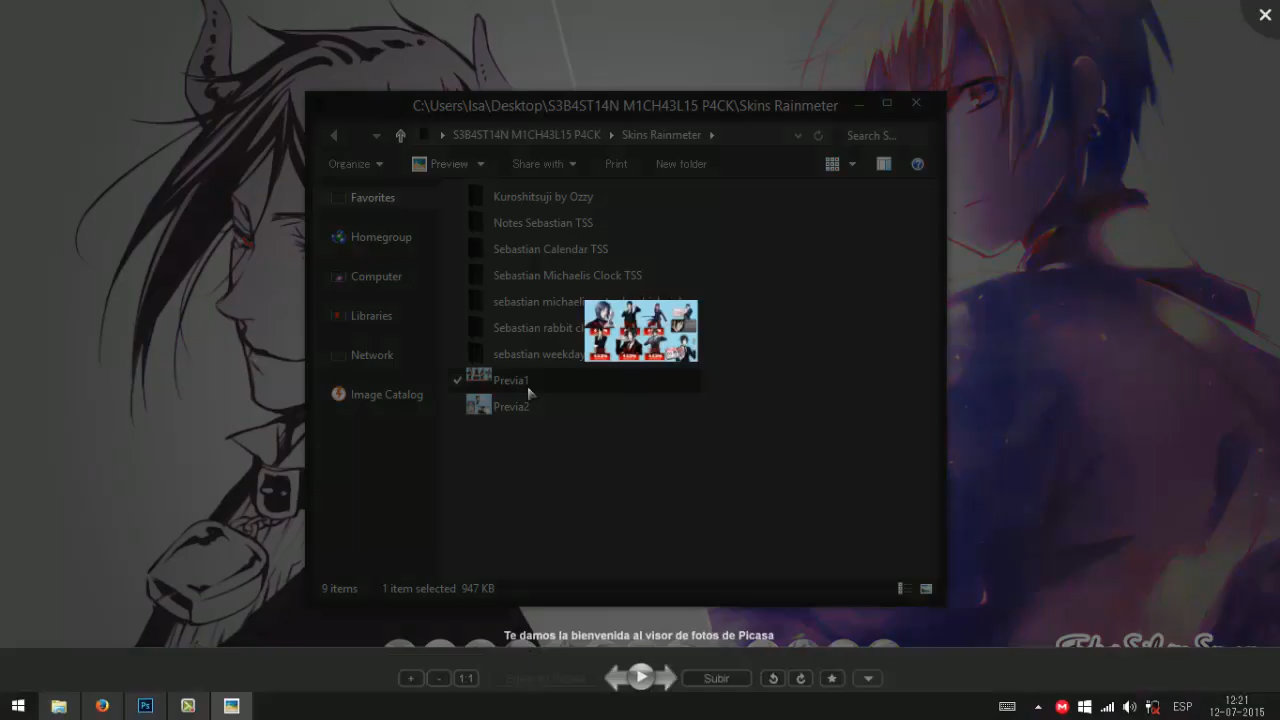 C:\Users\Isa\Desktop\S3B4ST14N M1CH43L15 P4CK\Skins Rainmeter
S3B4ST14N M1CH43L15 P4CK Skins Rainmeter Search S...
Organize Preview Share with Print New folder
Favorites
Homegroup
Computer
Libraries
Network
Image Catalog
Kuroshitsuji by Ozzy
Notes Sebastian TSS
Sebastian Calendar TSS
Sebastian Michaelis Clock TSS
sebastian michaelis
Sebastian rabbit
sebastian weekday
Previa1
Previa2
9 items 1 item selected 947 KB
Te damos la bienvenida al visor de fotos de Picasa
+ - 1:1 Subir
ESP
12:21
12-07-2015